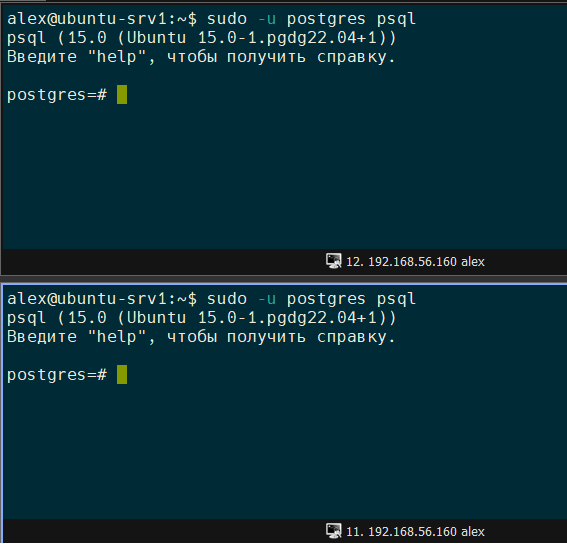 alex@ubuntu-srv1:~$ sudo -u postgres psql
psql (15.0 (Ubuntu 15.0-1.pgdg22.04+1))
Введите "help", чтобы получить справку.
postgres=#
12. 192.168.56.160 alex
alex@ubuntu-srv1:~$ sudo -u postgres psql
psql (15.0 (Ubuntu 15.0-1.pgdg22.04+1))
Введите "help", чтобы получить справку.
postgres=#
11. 192.168.56.160 alex